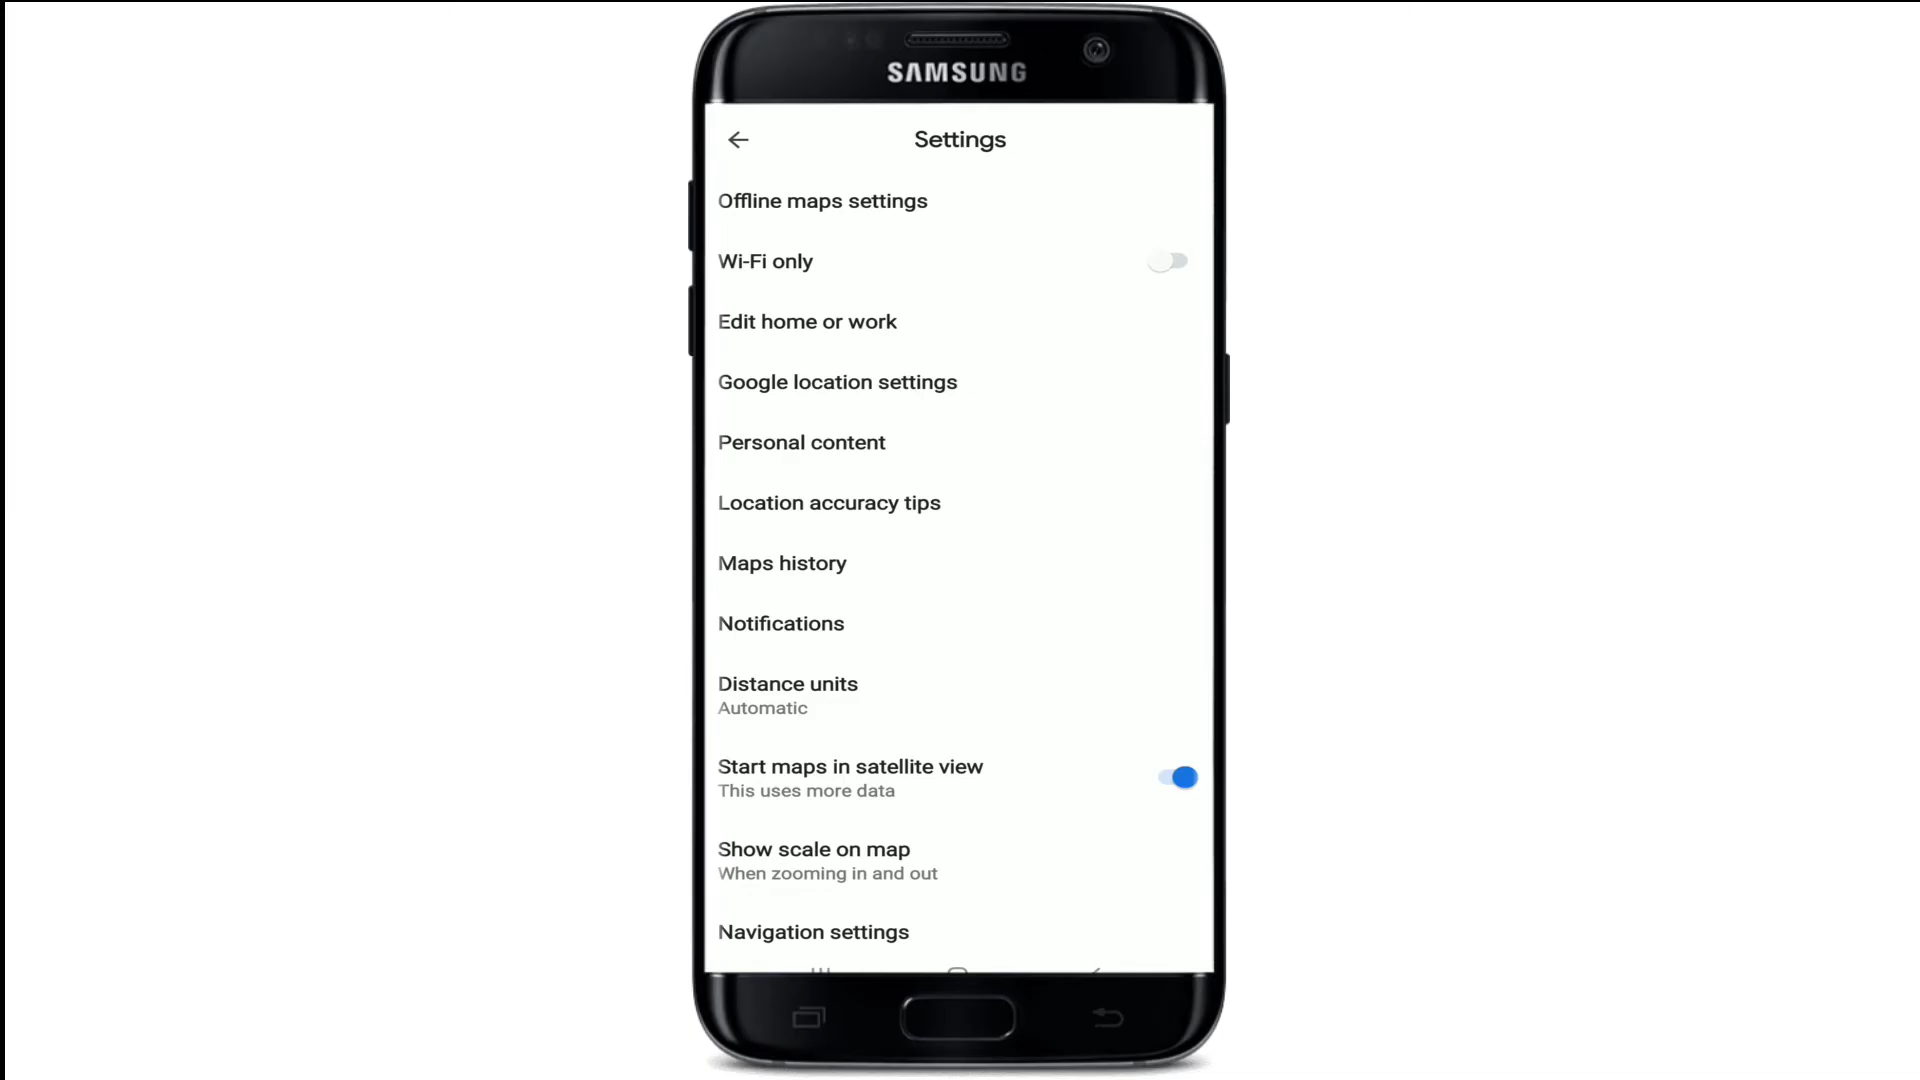 SAMSUNG
Settings
Offline maps settings
Wi-Fi only
Edit home or work
Google location settings
Personal content
Location accuracy tips
Maps history
Notifications
Distance units
Automatic
Start maps in satellite view
This uses more data
Show scale on map
When zooming in and out
Navigation settings